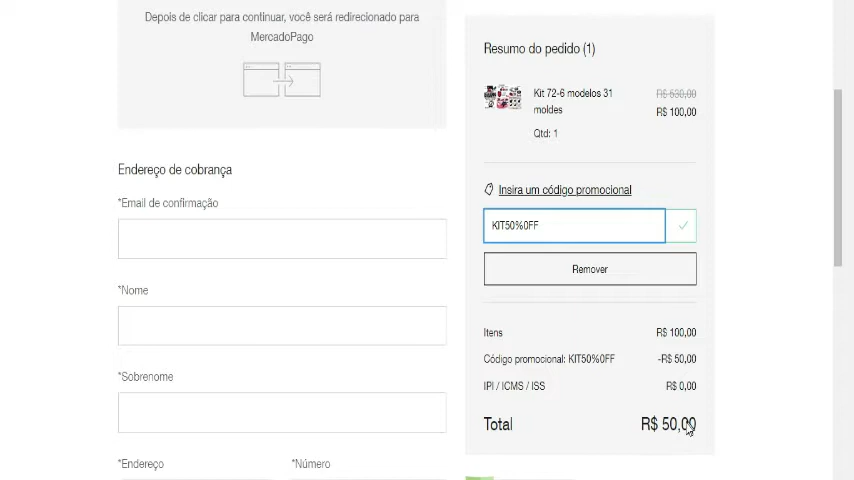 Depois de clicar para continuar, você será redirecionado para
MercadoPago
Endereço de cobrança
*Email de confirmação
*Nome
*Sobrenome
*Endereço
*Número
Resumo do pedido (1)
Kit 72-6 modelos 31
moldes
R$ 630,00
R$ 100,00
Qtd: 1
Insira um código promocional
KIT50%0FF
Remover
Itens
R$ 100,00
Código promocional: KIT50%0FF
-R$ 50,00
IPI / ICMS / ISS
R$ 0,00
Total
R$ 50,00